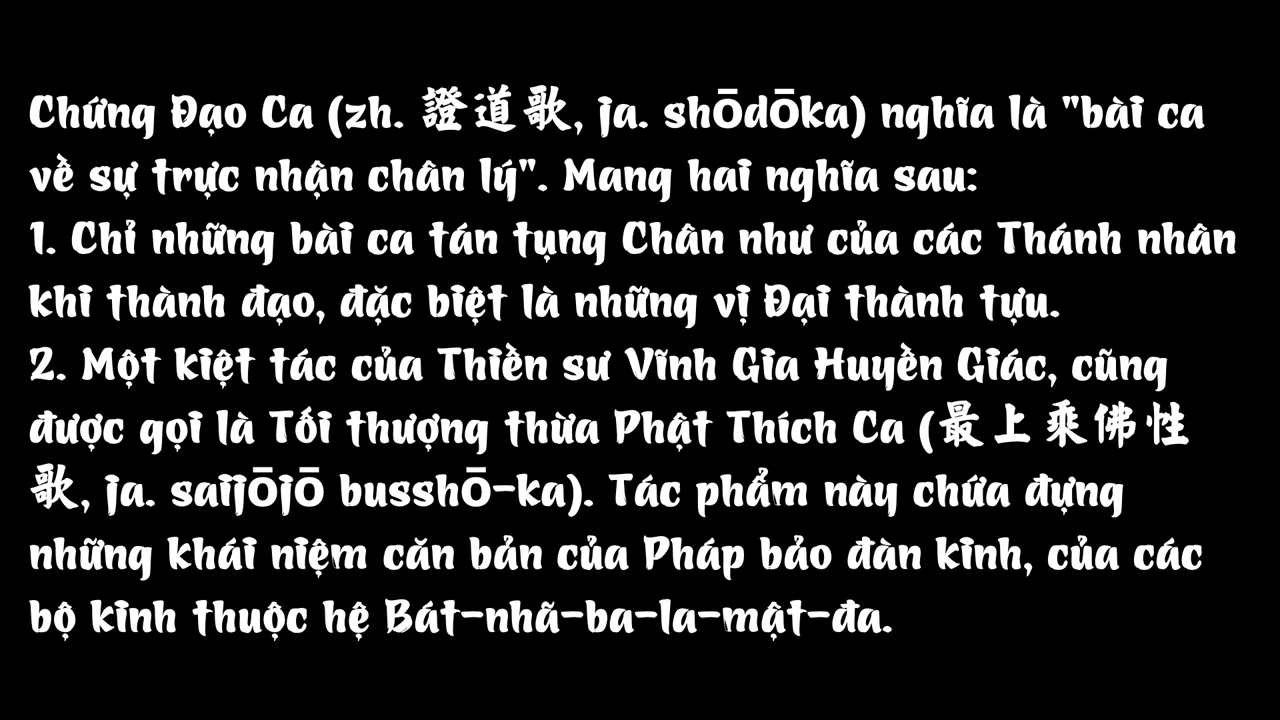 Chứng Đạo Ca (zh. 證道歌, ja. shōdōka) nghĩa là "bài ca
về sự trực nhận chân lý". Mang hai nghĩa sau:
1. Chỉ những bài ca tán tụng Chân như của các Thánh nhân
khi thành đạo, đặc biệt là những vị Đại thành tựu.
2. Một kiệt tác của Thiền sư Vĩnh Gia Huyền Giác, cũng
được gọi là Tối thượng thừa Phật Thích Ca (最上乘佛性
歌, ja. saijōjō busshō-ka). Tác phẩm này chứa đựng
những khái niệm căn bản của Pháp bảo đàn kinh, của các
bộ kinh thuộc hệ Bát-nhã-ba-la-mật-đa.